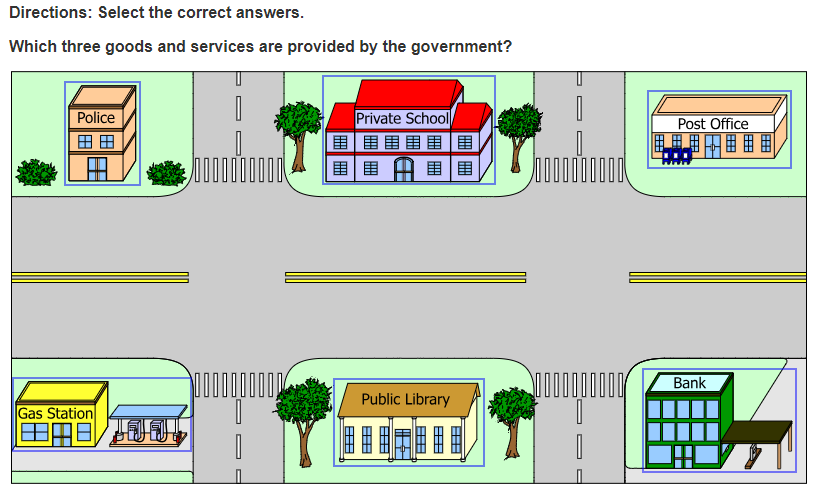 Directions: Select the correct answers.
Which three goods and services are provided by the government?
Police
Private School
Post Office
Gas Station
Public Library
Bank